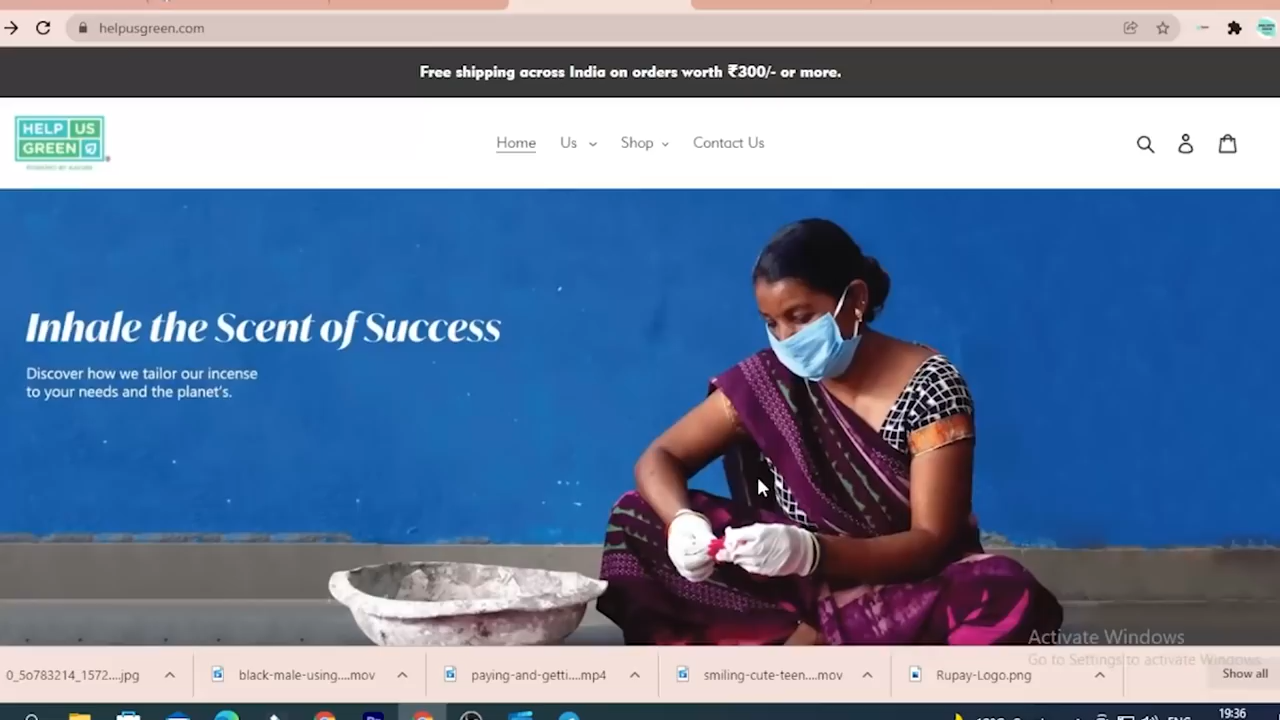 helpusgreen.com
Free shipping across India on orders worth ₹300/- or more.
HELP US
GREEN
Home Us Shop Contact Us
Inhale the Scent of Success
Discover how we tailor our incense
to your needs and the planet's.
Activate Windows
Go to Settings to activate Windows.
0_5o783214_1572....jpg black-male-using....mov paying-and-getti....mp4 smiling-cute-teen....mov Rupay-Logo.png Show all
19:36